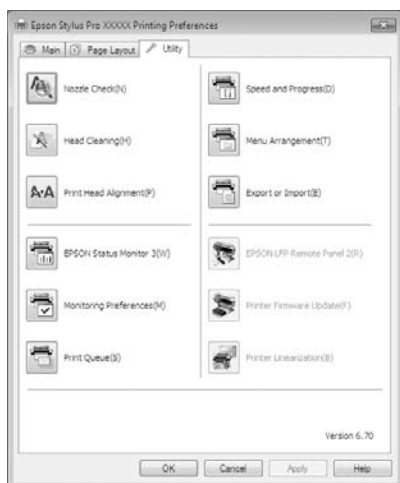 Epson Stylus Pro XXXXX Printing Preferences
Main
Page Layout
Utility
Nozzle Check(N)
Speed and Progress(D)
Head Cleaning(H)
Menu Arrangement(T)
Print Head Alignment(P)
Export or Import(E)
EPSON Status Monitor 3(W)
EPSON LFP Remote Panel 2(R)
Monitoring Preferences(M)
Printer Firmware Update(F)
Print Queue(S)
Printer Linearization(B)
Version 6.70
OK
Cancel
Apply
Help